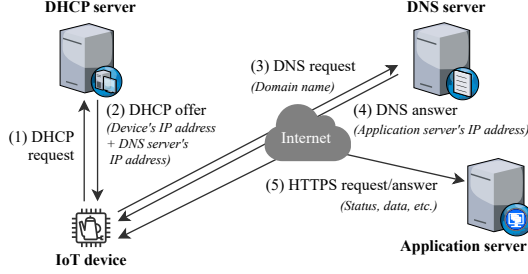 DHCP server
DNS server
(3) DNS request
(Domain name)
(2) DHCP offer
(Device's IP address
+ DNS server's
IP address)
(1) DHCP
request
(4) DNS answer
(Application server's IP address)
Internet
(5) HTTPS request/answer
(Status, data, etc.)
IoT device
Application server